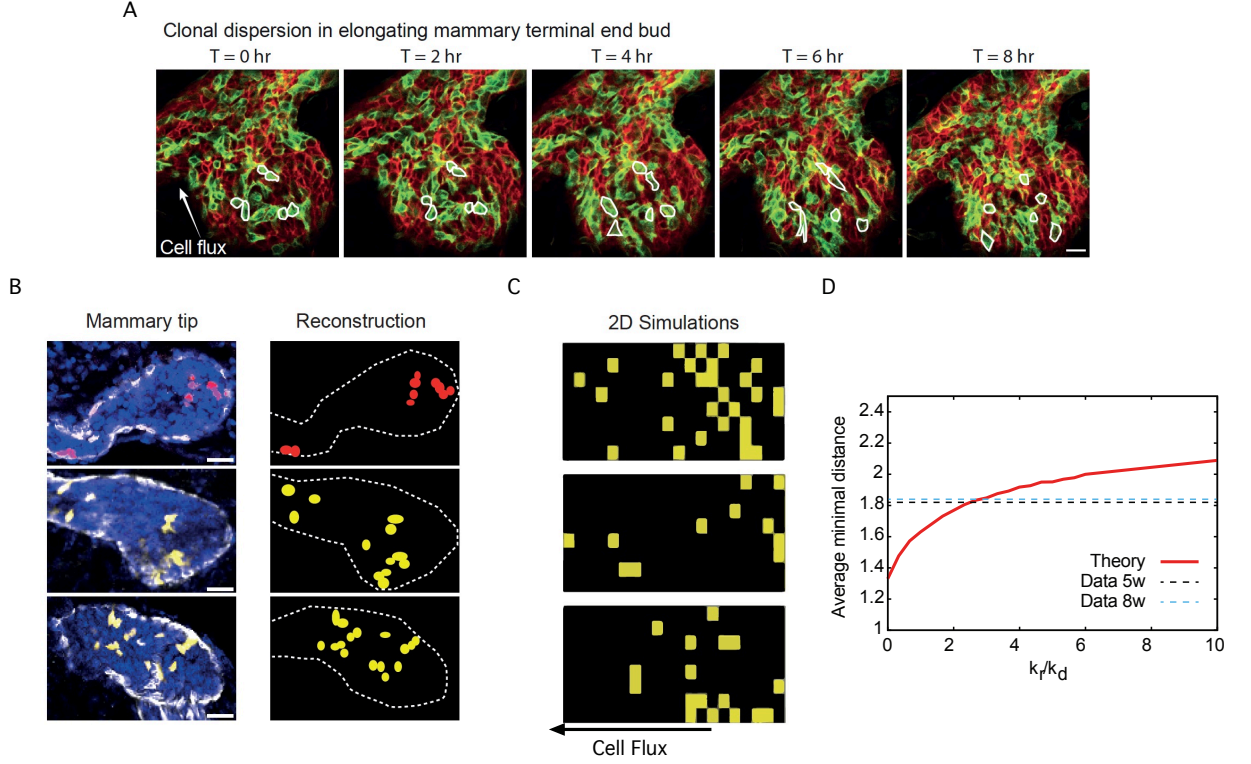 A
Clonal dispersion in elongating mammary terminal end bud
T = 0 hr T = 2 hr T = 4 hr T = 6 hr T = 8 hr
Cell flux
B C D
Mammary tip Reconstruction 2D Simulations
Cell Flux
Average minimal distance
2.4
2.2
2
1.8
1.6
1.4
1.2
1
Theory
Data 5w
Data 8w
0 2 4 6 8 10
kr/kd